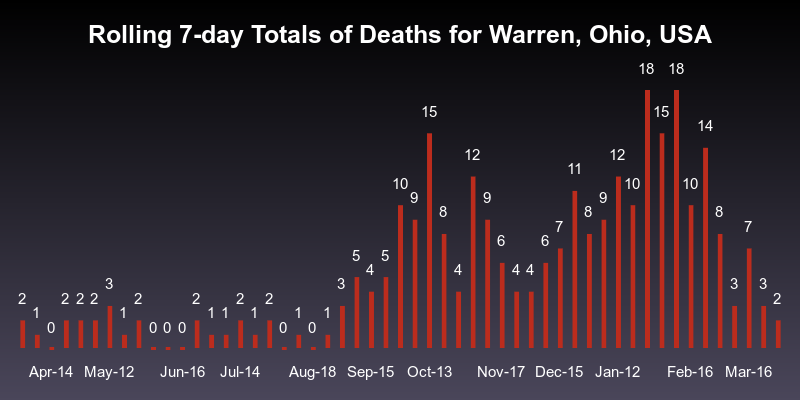 Rolling 7-day Totals of Deaths for Warren, Ohio, USA
2 1 0 2 2 2 3 1 2 0 0 0 2 1 1 2 1 2 0 1 0 1 3 5 4 5 10 9 15 8 4 12 9 6 4 4 6 7 11 8 9 12 10 18 15 18 10 14 8 3 7 3 2
Apr-14 May-12 Jun-16 Jul-14 Aug-18 Sep-15 Oct-13 Nov-17 Dec-15 Jan-12 Feb-16 Mar-16